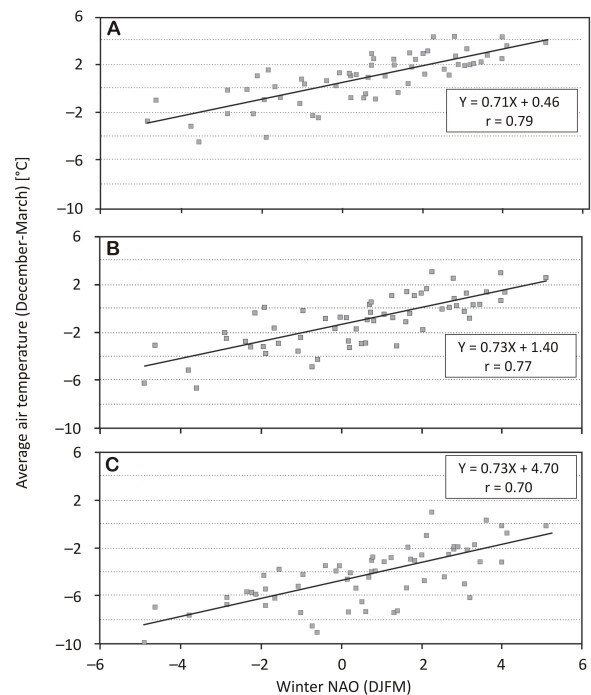 A
6
2
−2
−6
−10
Y = 0.71X + 0.46
r = 0.79
B
6
2
−2
−6
−10
Y = 0.73X + 1.40
r = 0.77
C
6
2
−2
−6
−10
Y = 0.73X + 4.70
r = 0.70
−6 −4 −2 0 2 4 6
Winter NAO (DJFM)
Average air temperature (December-March) [°C]